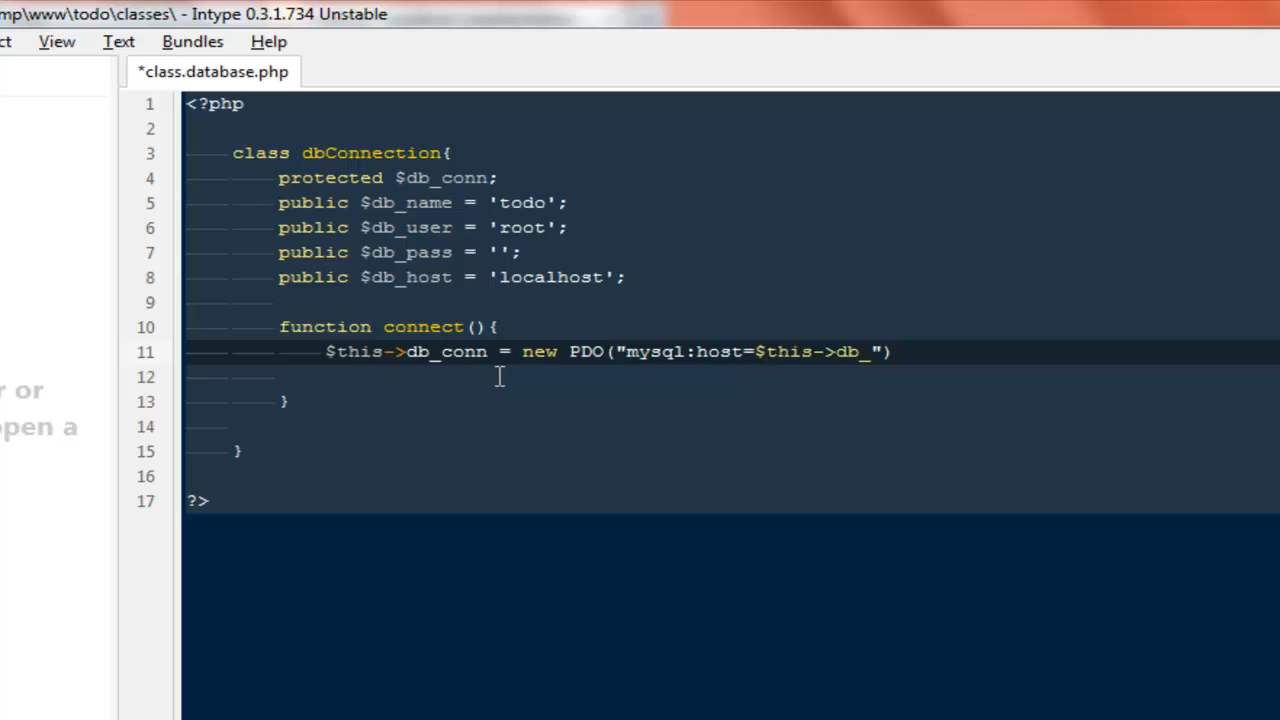 mp\www\todo\classes\ - Intype 0.3.1.734 Unstable
ct View Text Bundles Help
*class.database.php
1 <?php
2
3 class dbConnection{
4 protected $db_conn;
5 public $db_name = 'todo';
6 public $db_user = 'root';
7 public $db_pass = '';
8 public $db_host = 'localhost';
9
10 function connect(){
11 $this->db_conn = new PDO("mysql:host=$this->db_")
12
13 }
14
15 }
16
17 ?>
or
open a